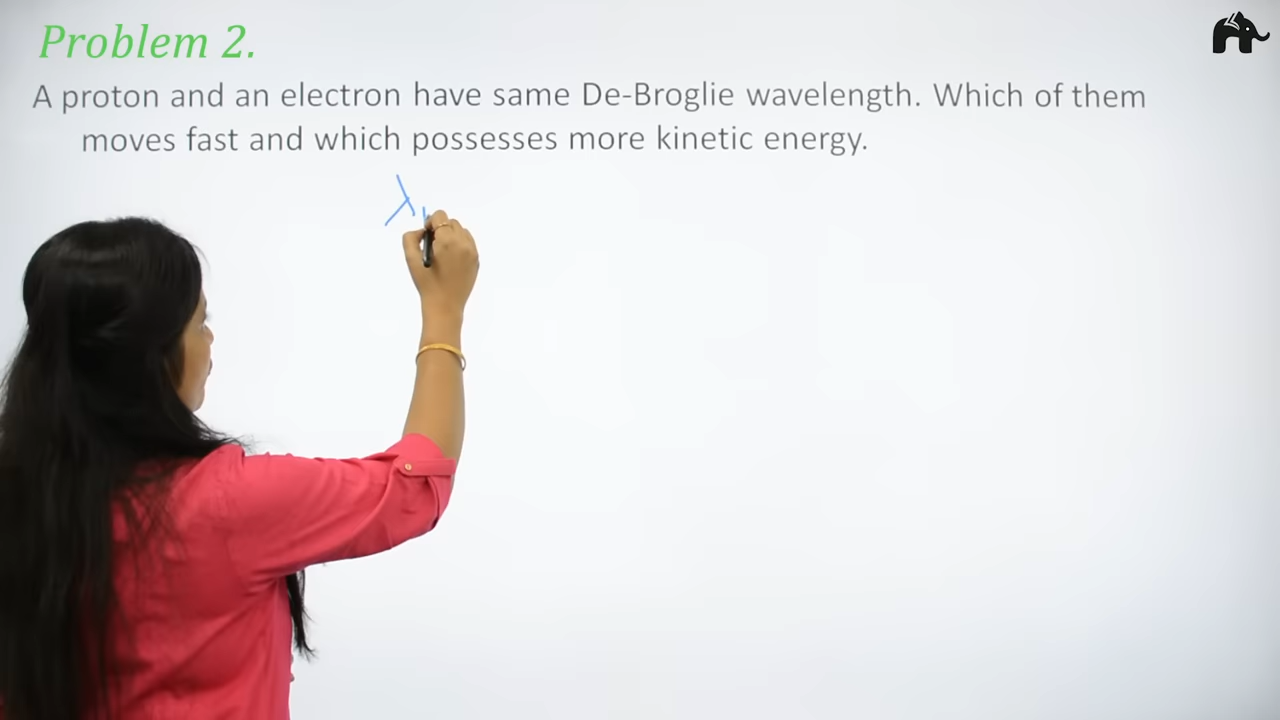 Problem 2.
A proton and an electron have same De-Broglie wavelength. Which of them
moves fast and which possesses more kinetic energy.
λ